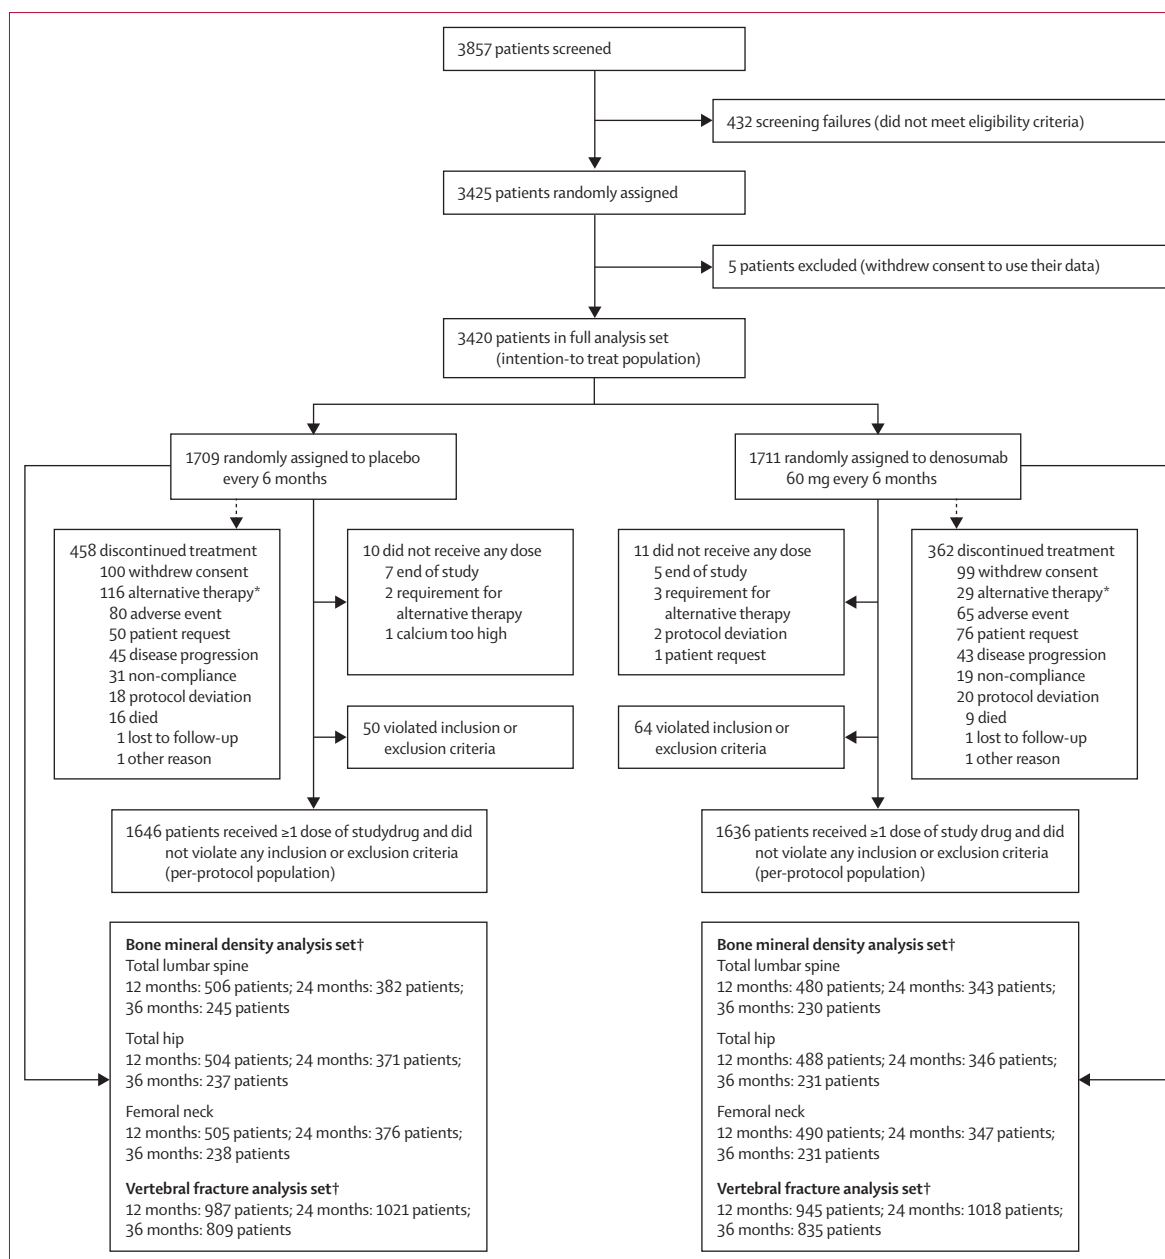 3857 patients screened
432 screening failures (did not meet eligibility criteria)
3425 patients randomly assigned
5 patients excluded (withdrew consent to use their data)
3420 patients in full analysis set
(intention-to treat population)
1709 randomly assigned to placebo
every 6 months
1711 randomly assigned to denosumab
60 mg every 6 months
458 discontinued treatment
100 withdrew consent
116 alternative therapy*
80 adverse event
50 patient request
45 disease progression
31 non-compliance
18 protocol deviation
16 died
1 lost to follow-up
1 other reason
10 did not receive any dose
7 end of study
2 requirement for
alternative therapy
1 calcium too high
11 did not receive any dose
5 end of study
3 requirement for
alternative therapy
2 protocol deviation
1 patient request
362 discontinued treatment
99 withdrew consent
29 alternative therapy*
65 adverse event
76 patient request
43 disease progression
19 non-compliance
20 protocol deviation
9 died
1 lost to follow-up
1 other reason
50 violated inclusion or
exclusion criteria
64 violated inclusion or
exclusion criteria
1646 patients received ≥1 dose of studydrug and did
not violate any inclusion or exclusion criteria
(per-protocol population)
1636 patients received ≥1 dose of study drug and did
not violate any inclusion or exclusion criteria
(per-protocol population)
Bone mineral density analysis set†
Total lumbar spine
12 months: 506 patients; 24 months: 382 patients;
36 months: 245 patients
Total hip
12 months: 504 patients; 24 months: 371 patients;
36 months: 237 patients
Femoral neck
12 months: 505 patients; 24 months: 376 patients;
36 months: 238 patients
Vertebral fracture analysis set†
12 months: 987 patients; 24 months: 1021 patients;
36 months: 809 patients
Bone mineral density analysis set†
Total lumbar spine
12 months: 480 patients; 24 months: 343 patients;
36 months: 230 patients
Total hip
12 months: 488 patients; 24 months: 346 patients;
36 months: 231 patients
Femoral neck
12 months: 490 patients; 24 months: 347 patients;
36 months: 231 patients
Vertebral fracture analysis set†
12 months: 945 patients; 24 months: 1018 patients;
36 months: 835 patients